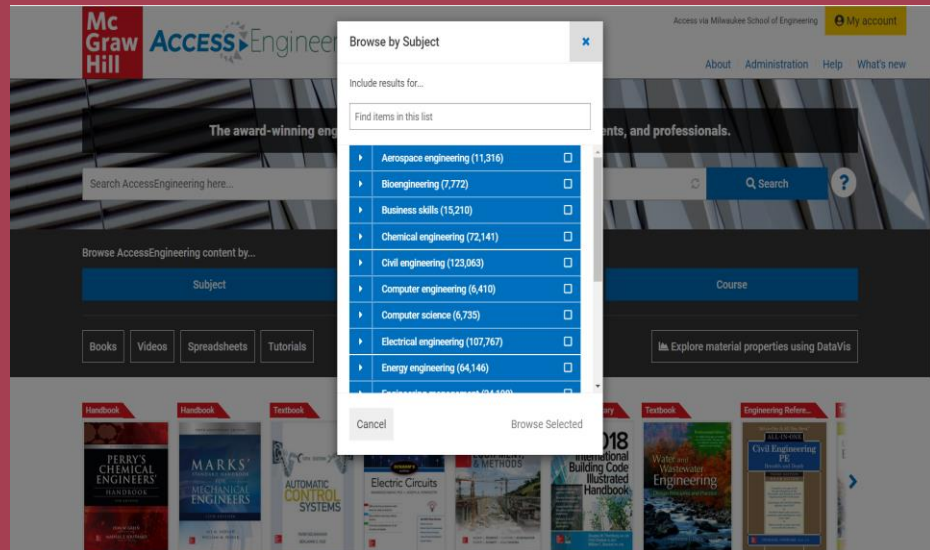 Mc
Graw
Hill
ACCESS Engineer
Access via Milwaukee School of Engineering
My account
About Administration Help What's new
Browse by Subject
×
Include results for...
Find items in this list
Aerospace engineering (11,316)
Bioengineering (7,772)
Business skills (15,210)
Chemical engineering (72,141)
Civil engineering (123,063)
Computer engineering (6,410)
Computer science (6,735)
Electrical engineering (107,767)
Energy engineering (64,146)
Cancel
Browse Selected
The award-winning eng
ents, and professionals.
Search AccessEngineering here...
Search
?
Browse AccessEngineering content by...
Subject
Course
Books
Videos
Spreadsheets
Tutorials
Explore material properties using DataVis
Handbook
PERRY'S
CHEMICAL
ENGINEERS'
HANDBOOK
Handbook
MARKS'
MECHANICAL
ENGINEERS
Textbook
AUTOMATIC
CONTROL
SYSTEMS
Electric Circuits
& METHODS
018
International
Building Code
Illustrated
Handbook
Textbook
Water and
Wastewater
Engineering
Engineering Refere...
ALL-IN-ONE
Civil Engineering
PE